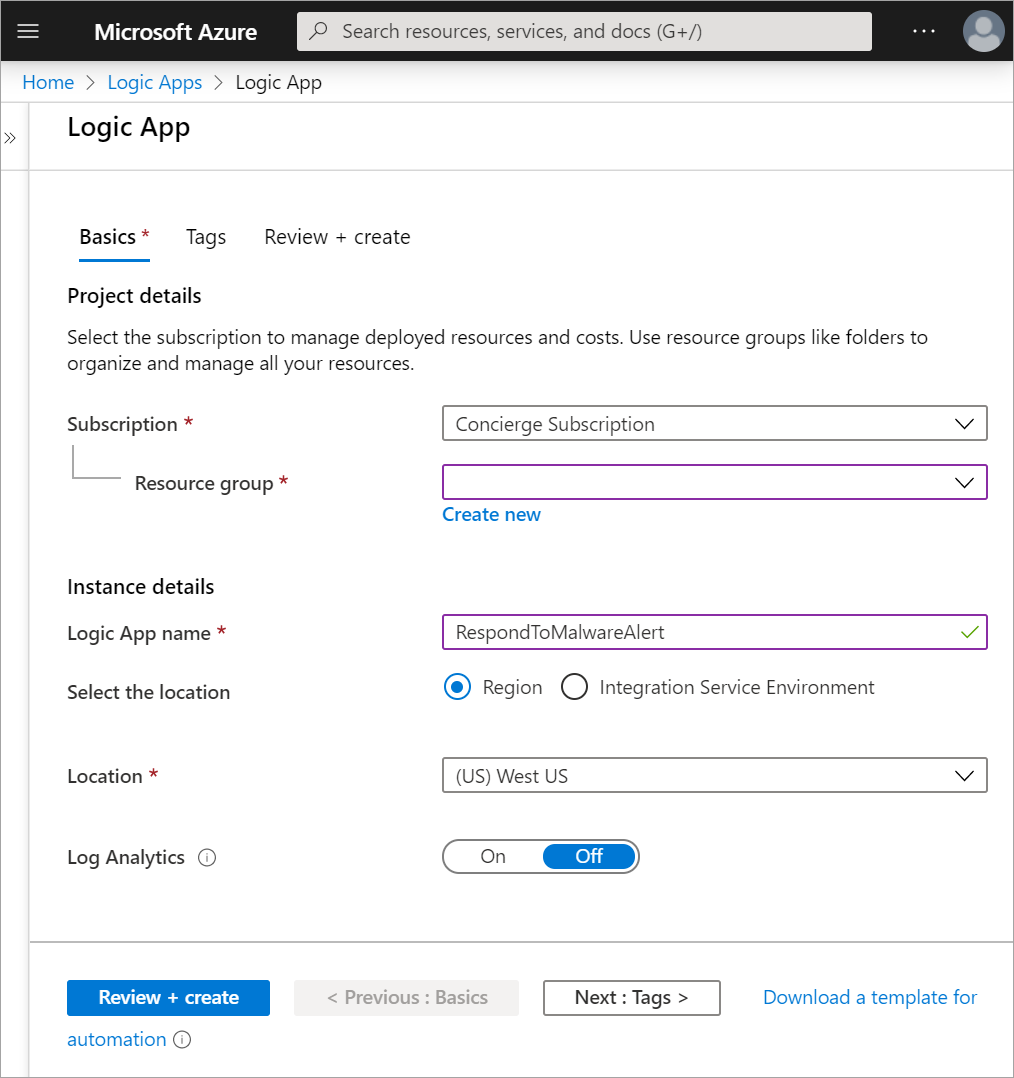 Microsoft Azure
Search resources, services, and docs (G+/)
Home > Logic Apps > Logic App
Logic App
Basics *
Tags
Review + create
Project details
Select the subscription to manage deployed resources and costs. Use resource groups like folders to
organize and manage all your resources.
Subscription *
Concierge Subscription
Resource group *
Create new
Instance details
Logic App name *
RespondToMalwareAlert
Select the location
Region
Integration Service Environment
Location *
(US) West US
Log Analytics
On
Off
Review + create
< Previous : Basics
Next : Tags >
Download a template for
automation